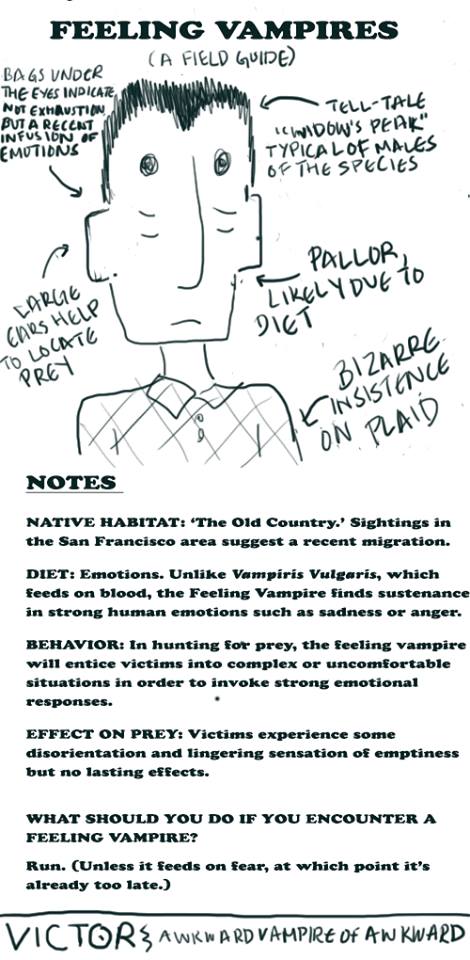 FEELING VAMPIRES
(A FIELD GUIDE)
BAGS UNDER
THE EYES INDICATE
NOT EXHAUSTION
BUT A RECENT
INFUSION OF
EMOTIONS
TELL-TALE
"WIDOW'S PEAK"
TYPICAL OF MALES
OF THE SPECIES
LARGE
EARS HELP
TO LOCATE
PREY
PALLOR,
LIKELY DUE TO
DIET
BIZARRE
INSISTENCE
ON PLAID
NOTES
NATIVE HABITAT: 'The Old Country.' Sightings in
the San Francisco area suggest a recent migration.
DIET: Emotions. Unlike Vampiris Vulgaris, which
feeds on blood, the Feeling Vampire finds sustenance
in strong human emotions such as sadness or anger.
BEHAVIOR: In hunting for prey, the feeling vampire
will entice victims into complex or uncomfortable
situations in order to invoke strong emotional
responses.
EFFECT ON PREY: Victims experience some
disorientation and lingering sensation of emptiness
but no lasting effects.
WHAT SHOULD YOU DO IF YOU ENCOUNTER A
FEELING VAMPIRE?
Run. (Unless it feeds on fear, at which point it's
already too late.)
VICTOR: AWKWARD VAMPIRE OF AWKWARD